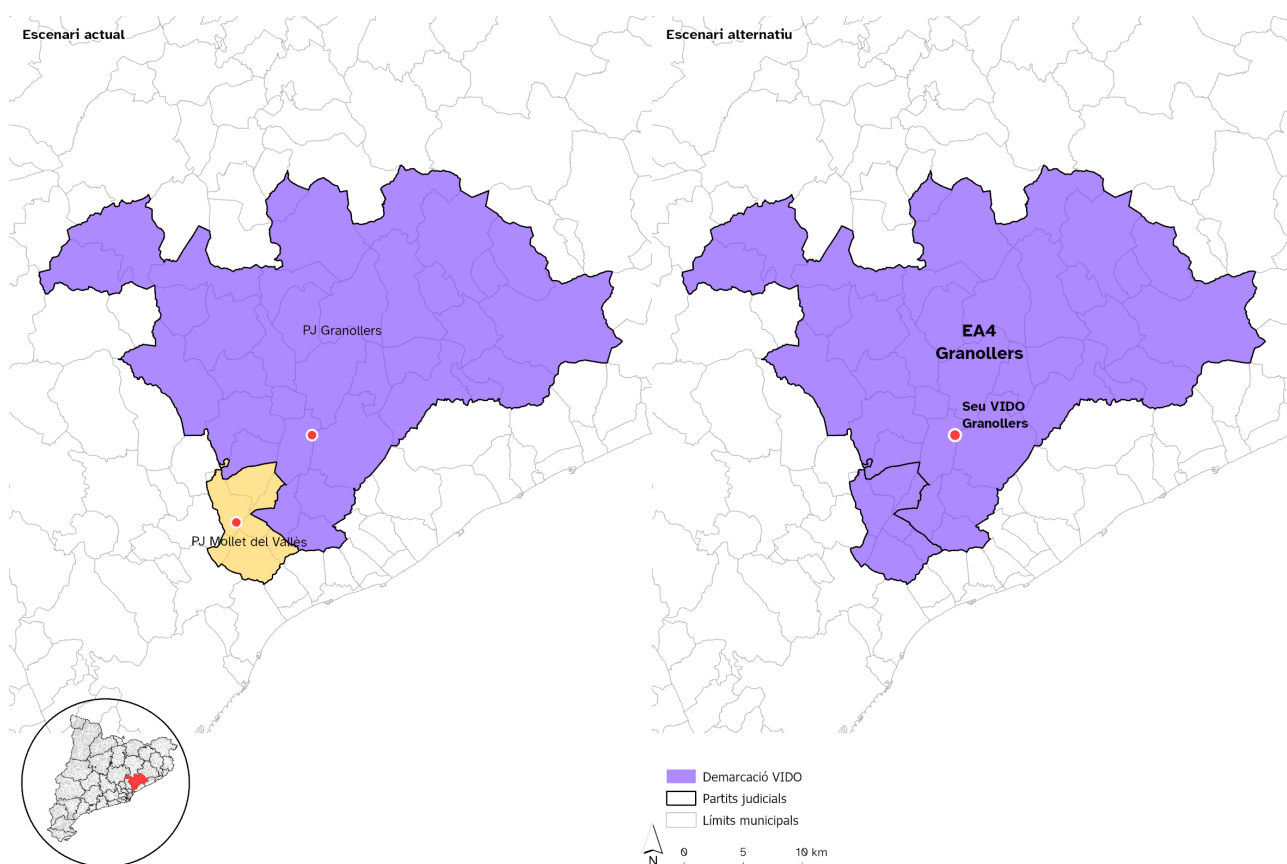 Escenari actual
Escenari alternatiu
PJ Granollers
PJ Mollet del Vallès
EA4
Granollers
Seu VIDO
Granollers
Demarcació VIDO
Partits judicials
Límits municipals
N
0 5 10 km